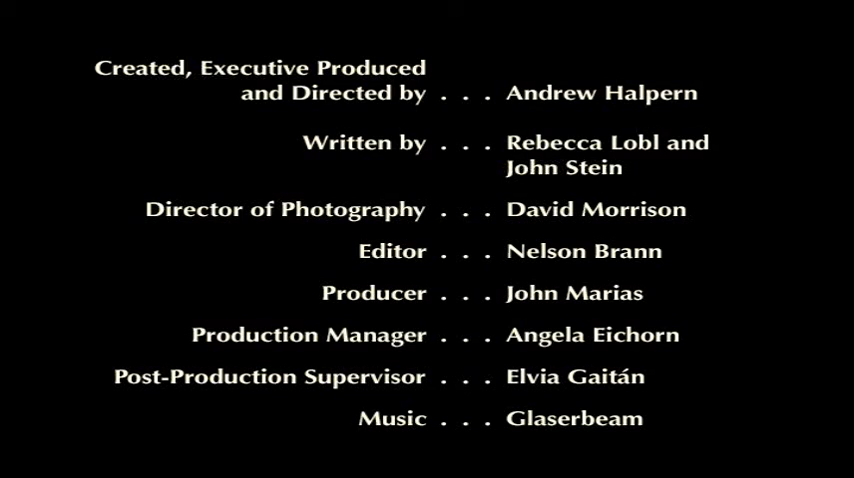 Created, Executive Produced
and Directed by . . . Andrew Halpern
Written by . . . Rebecca Lobl and
John Stein
Director of Photography . . . David Morrison
Editor . . . Nelson Brann
Producer . . . John Marias
Production Manager . . . Angela Eichorn
Post-Production Supervisor . . . Elvia Gaitán
Music . . . Glaserbeam